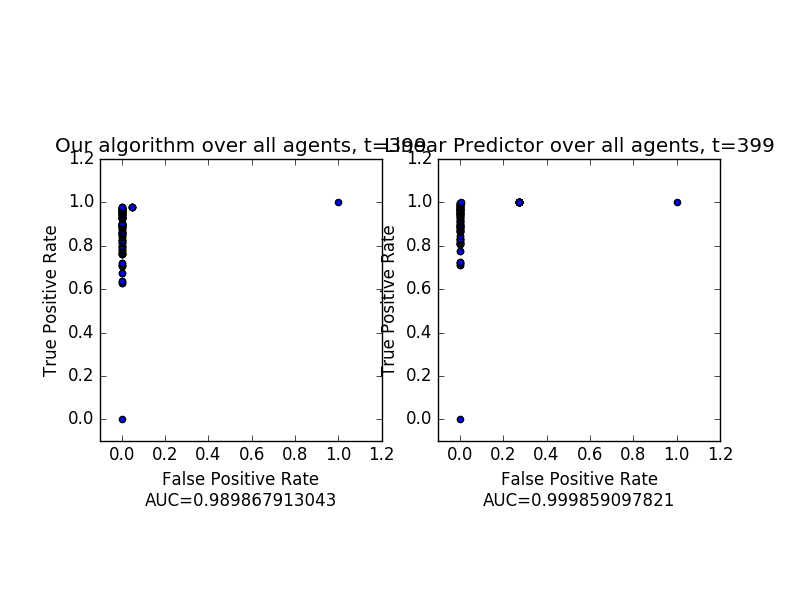 Our algorithm over all agents, t=399
Linear Predictor over all agents, t=399
True Positive Rate
1.2
1.0
0.8
0.6
0.4
0.2
0.0
0.0 0.2 0.4 0.6 0.8 1.0 1.2
False Positive Rate
AUC=0.989867913043
True Positive Rate
1.2
1.0
0.8
0.6
0.4
0.2
0.0
0.0 0.2 0.4 0.6 0.8 1.0 1.2
False Positive Rate
AUC=0.999859097821